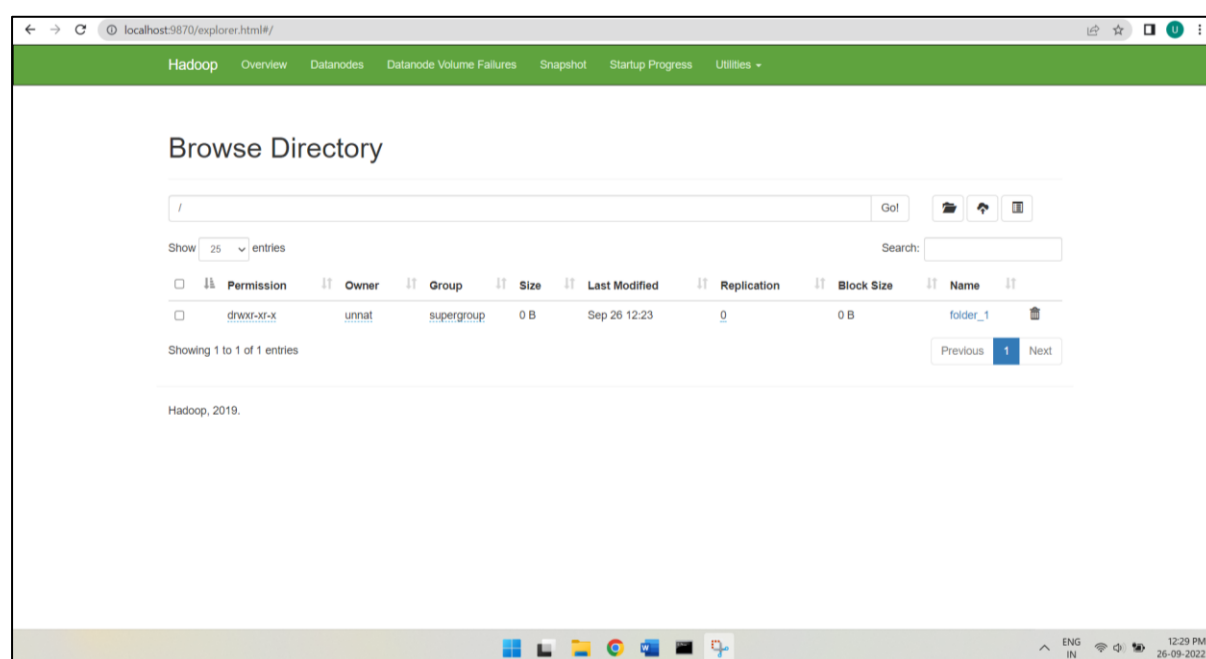 localhost:9870/explorer.html#/
U
Hadoop Overview Datanodes Datanode Volume Failures Snapshot Startup Progress Utilities
Browse Directory
/ Go!
Show 25 entries Search:
Permission Owner Group Size Last Modified Replication Block Size Name
drwxr-xr-x unnat supergroup 0 B Sep 26 12:23 0 0 B folder_1
Showing 1 to 1 of 1 entries Previous 1 Next
Hadoop, 2019.
ENG 12:29 PM
IN 26-09-2022